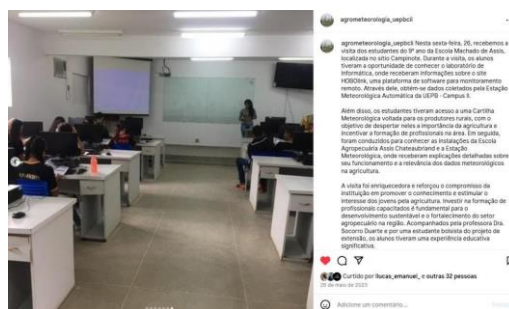 agrometeorologia_uepbcii
agrometeorologia_uepbcii Nesta sexta-feira, 26, recebemos a
visita dos estudantes do 9º ano da Escola Machado de Assis,
localizada no sítio Campinote. Durante a visita, os alunos
tiveram a oportunidade de conhecer o laboratório de
Informática, onde receberam informações sobre o site
HOBOlink, uma plataforma de software para monitoramento
remoto. Através dele, obtém-se dados coletados pela Estação
Meteorológica Automática da UEPB - Campus II.
Além disso, os estudantes tiveram acesso a uma Cartilha
Meteorológica voltada para os produtores rurais, com o
objetivo de despertar neles a importância da agricultura e
incentivar a formação de profissionais na área. Em seguida,
foram conduzidos para conhecer as instalações da Escola
Agropecuária Assis Chateaubriand e a Estação
Meteorológica, onde receberam explicações detalhadas sobre
seu funcionamento e a relevância dos dados meteorológicos
na agricultura.
A visita foi enriquecedora e reforçou o compromisso da
instituição em promover o conhecimento e estimular o
interesse dos jovens pela agricultura. Investir na formação de
profissionais capacitados é fundamental para o
desenvolvimento sustentável e o fortalecimento do setor
agropecuário na região. Acompanhados pela professora Dra.
Socorro Duarte e por uma estudante bolsista do projeto de
extensão, os alunos tiveram uma experiência educativa
significativa.
Curtido por llucas_emanuel_ e outras 32 pessoas
de maio de 2023
Adicione um comentário...